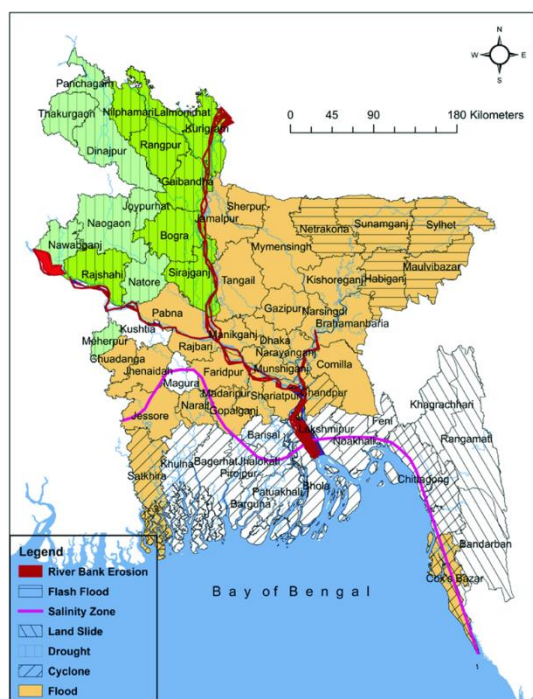 N
W E
S
0 45 90 180 Kilometers
Panchagarh
Thakurgaon
Nilphamari
Lalmonirhat
Kurigram
Rangpur
Dinajpur
Gaibandha
Sherpur
Joypurhat
Jamalpur
Netrakona
Sunamganj
Sylhet
Naogaon
Bogra
Mymensingh
Nawabganj
Maulvibazar
Rajshahi
Natore
Sirajganj
Tangail
Kishoreganj
Habiganj
Gazipur
Narsingdi
Pabna
Brahamanbaria
Kushtia
Manikganj
Dhaka
Meherpur
Rajbari
Narayanganj
Chuadanga
Munshiganj
Comilla
Jhenaidah
Faridpur
Magura
Madaripur
Shariatpur
Chandpur
Khagrachhari
Jessore
Narail
Gopalganj
Lakshmipur
Feni
Barisal
Noakhali
Rangamati
Satkhira
Khulna
Bagerhat
Jhalokati
Pirojpur
Bhola
Chittagong
Patuakhali
Barguna
Bandarban
Cox's Bazar
Bay of Bengal
Legend
River Bank Erosion
Flash Flood
Salinity Zone
Land Slide
Drought
Cyclone
Flood